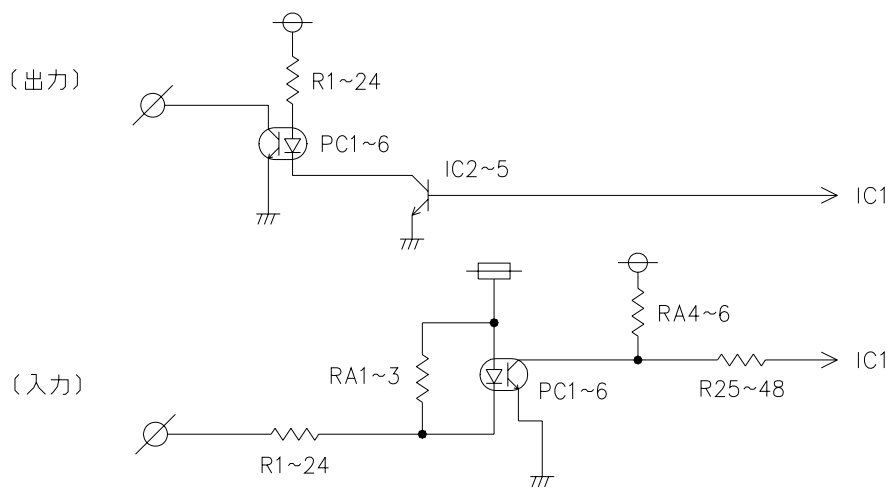 〔出力〕
R1~24
PC1~6
IC2~5
IC1
〔入力〕
RA4~6
RA1~3
PC1~6
R25~48
IC1
R1~24